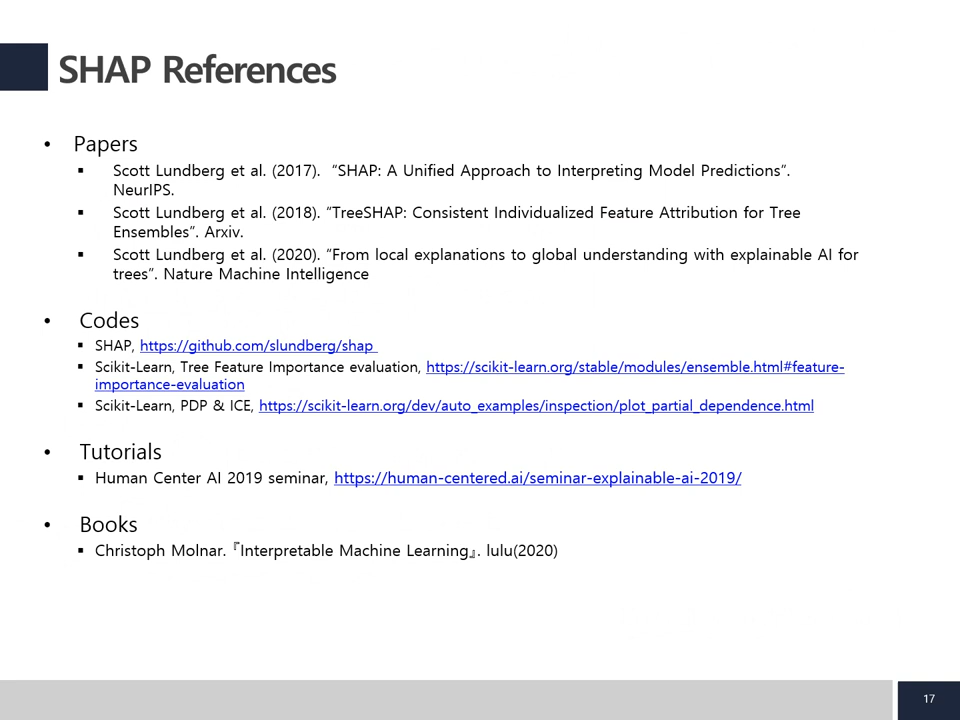 SHAP References
• Papers
▪ Scott Lundberg et al. (2017). “SHAP: A Unified Approach to Interpreting Model Predictions”.
NeurIPS.
▪ Scott Lundberg et al. (2018). “TreeSHAP: Consistent Individualized Feature Attribution for Tree
Ensembles”. Arxiv.
▪ Scott Lundberg et al. (2020). “From local explanations to global understanding with explainable AI for
trees”. Nature Machine Intelligence
• Codes
▪ SHAP, https://github.com/slundberg/shap
▪ Scikit-Learn, Tree Feature Importance evaluation, https://scikit-learn.org/stable/modules/ensemble.html#feature-
importance-evaluation
▪ Scikit-Learn, PDP & ICE, https://scikit-learn.org/dev/auto_examples/inspection/plot_partial_dependence.html
• Tutorials
▪ Human Center AI 2019 seminar, https://human-centered.ai/seminar-explainable-ai-2019/
• Books
▪ Christoph Molnar. 『Interpretable Machine Learning』. lulu(2020)
17